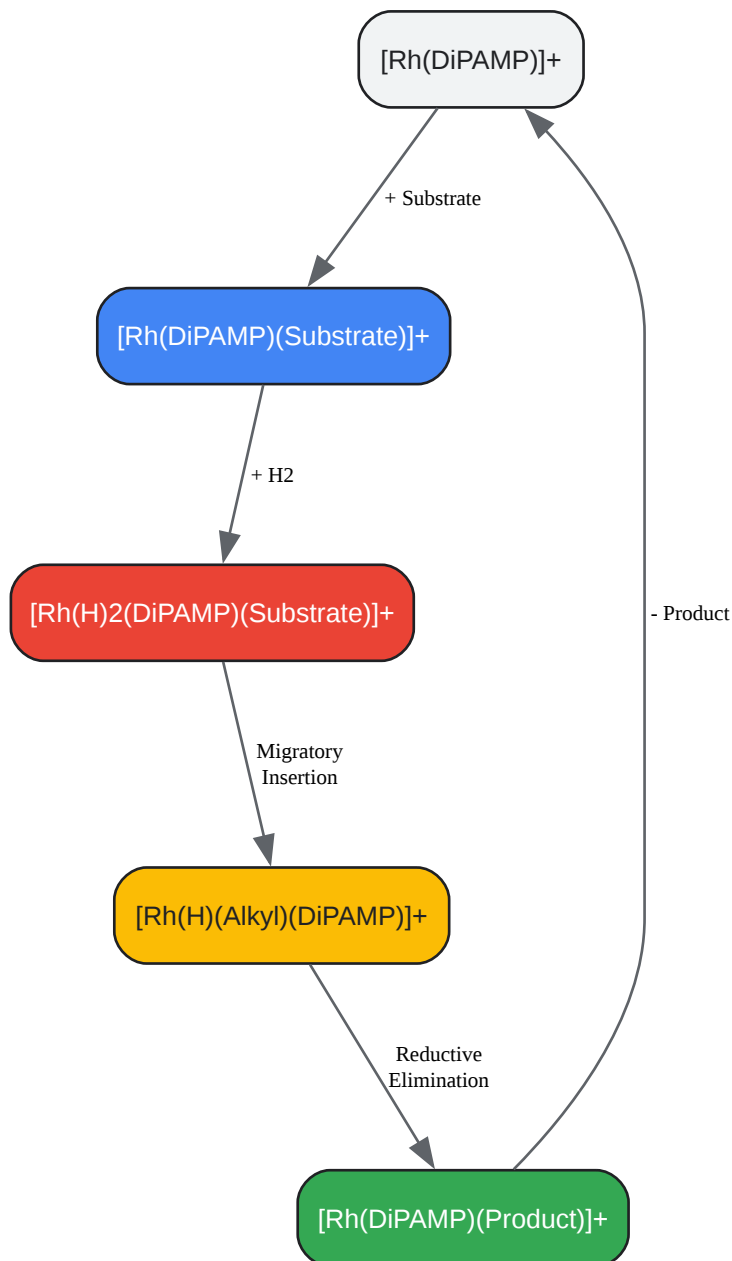 [Rh(DiPAMP)]+
+ Substrate
[Rh(DiPAMP)(Substrate)]+
+ H2
[Rh(H)2(DiPAMP)(Substrate)]+
- Product
Migratory
Insertion
[Rh(H)(Alkyl)(DiPAMP)]+
Reductive
Elimination
[Rh(DiPAMP)(Product)]+